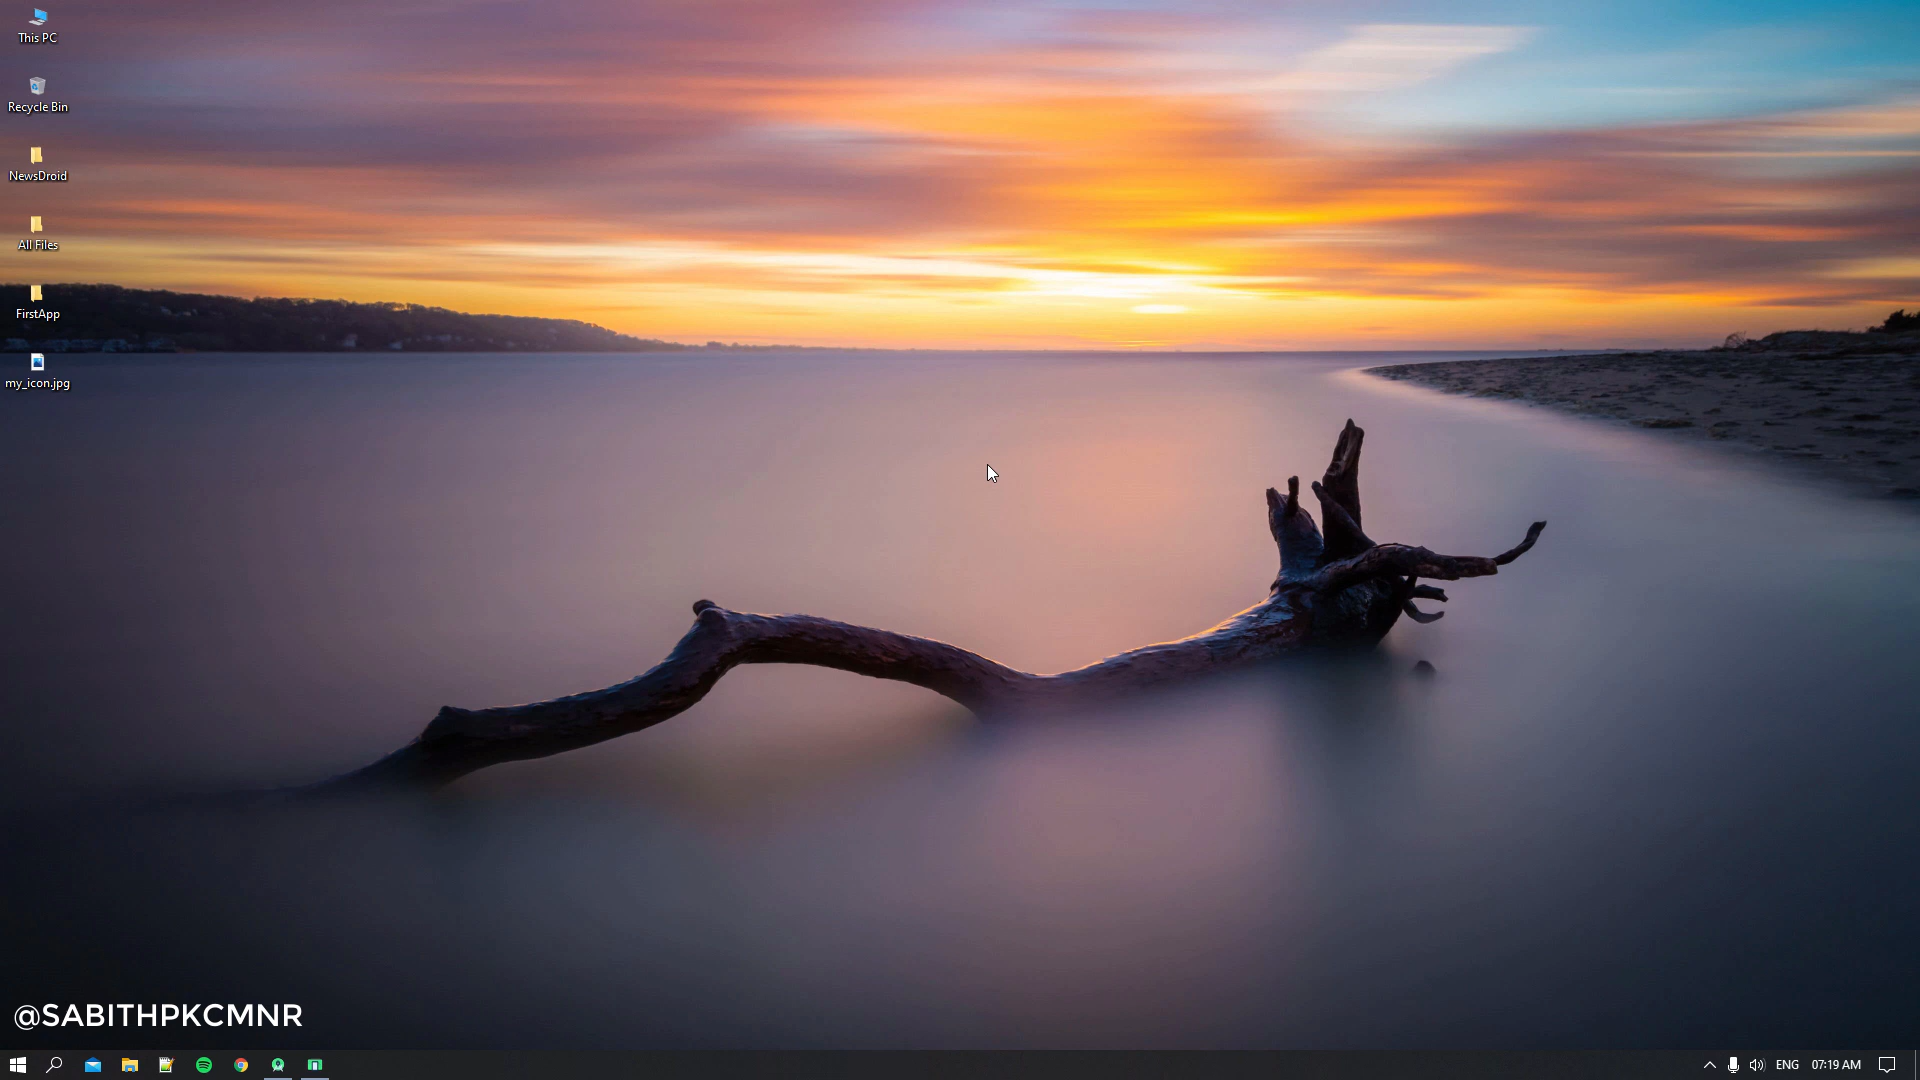 This PC
Recycle Bin
NewsDroid
All Files
FirstApp
my_icon.jpg
@SABITHPKCMNR
ENG
07:19 AM